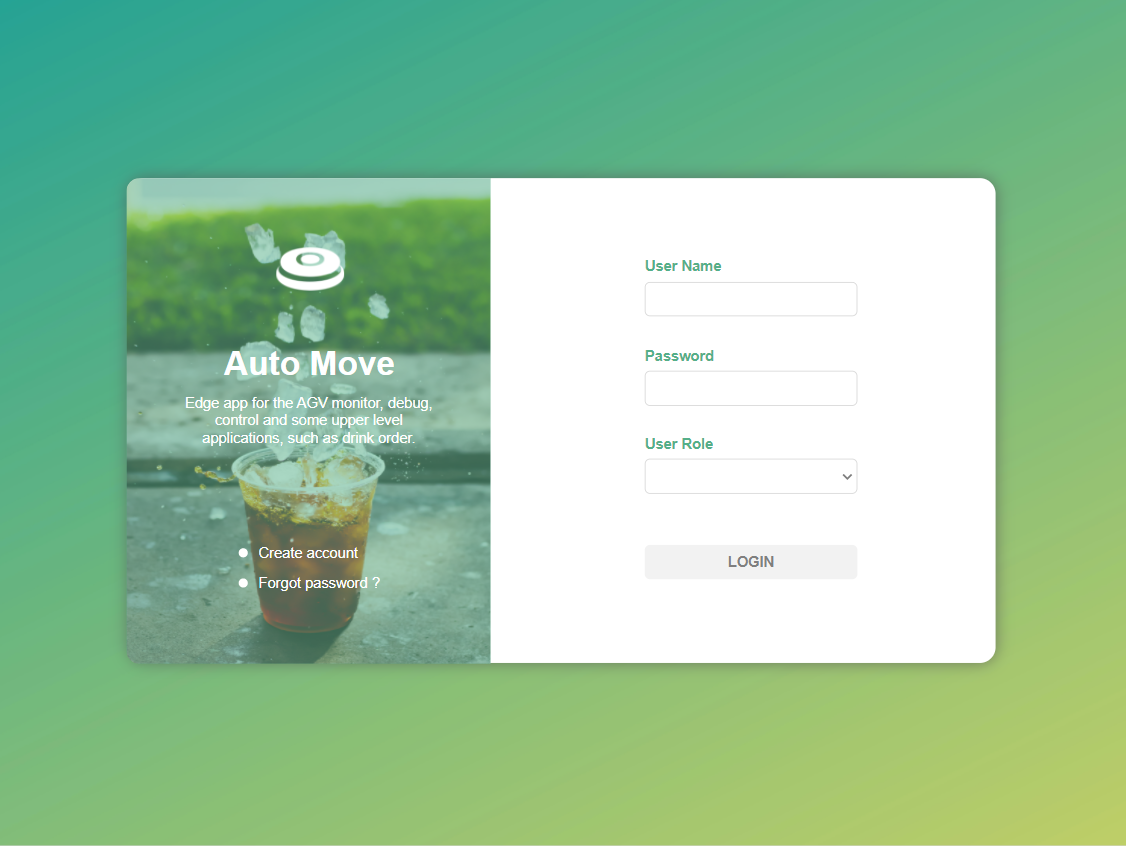 Auto Move
Edge app for the AGV monitor, debug,
control and some upper level
applications, such as drink order.
Create account
Forgot password ?
User Name
Password
User Role
LOGIN